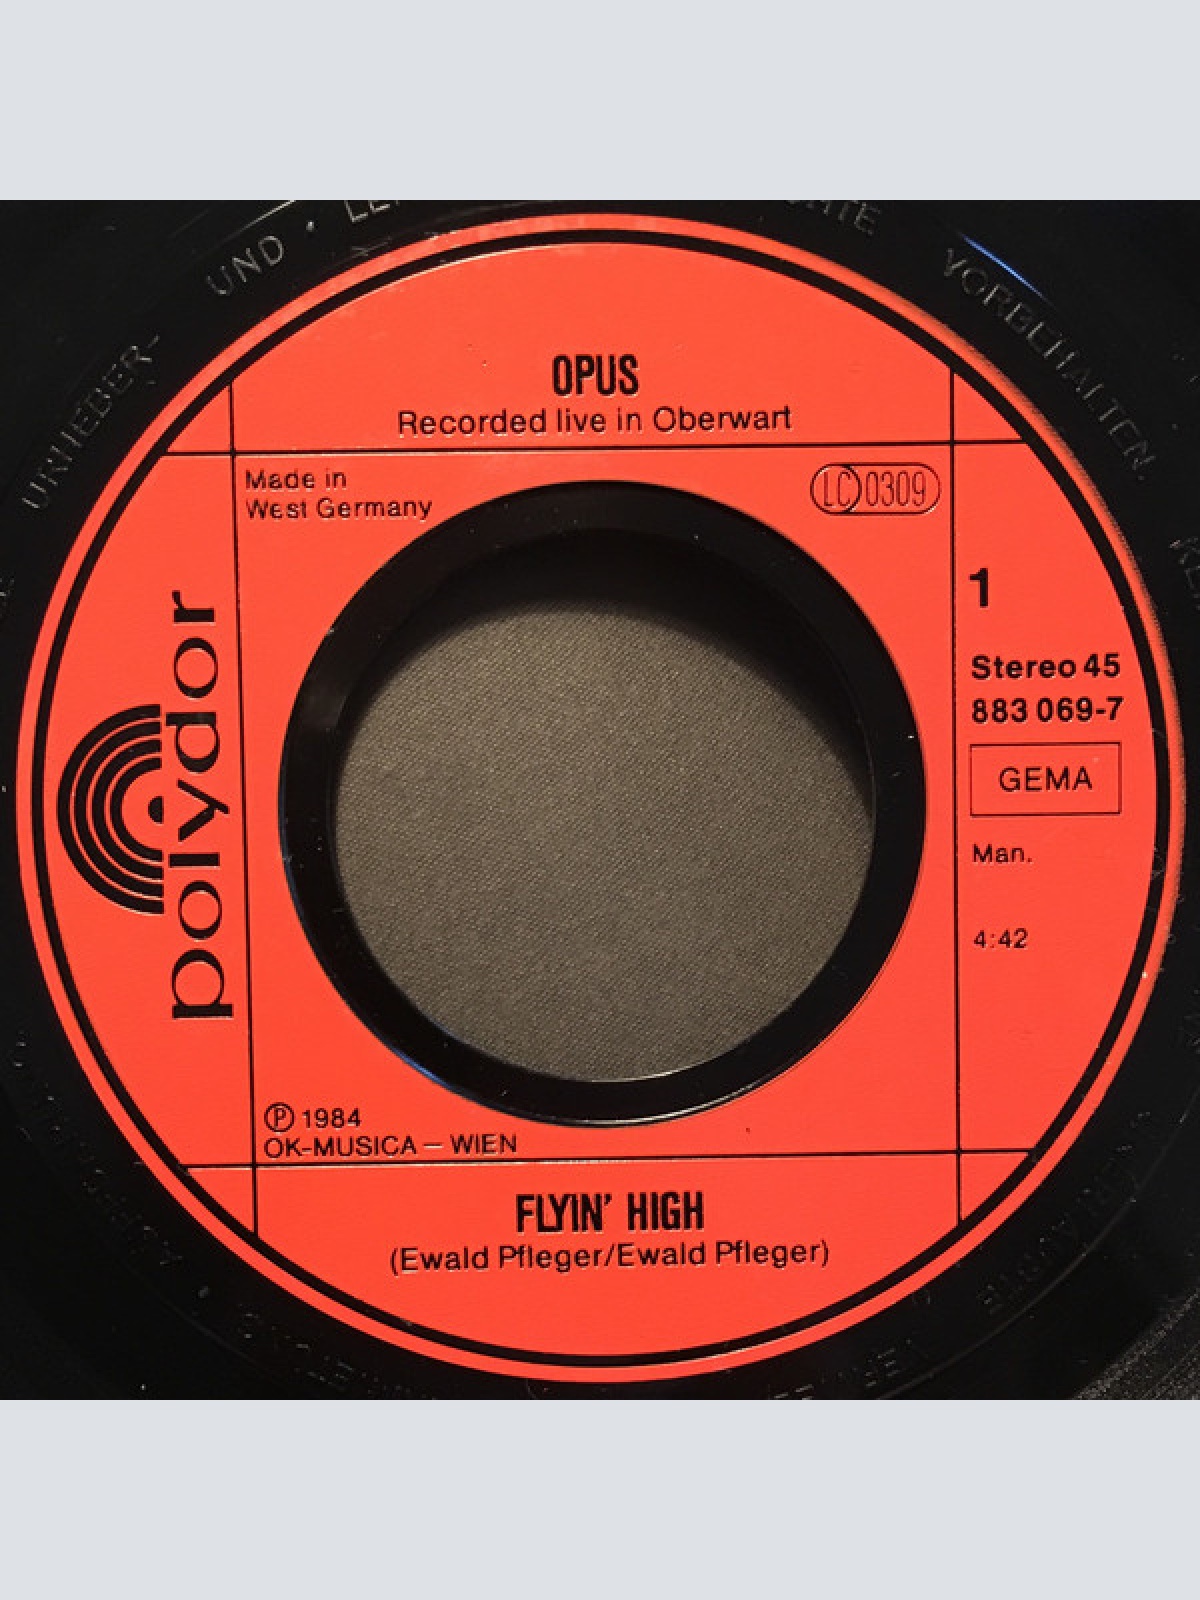 OPUS
Recorded live in Oberwart
Made in
West Germany
LC 0309
polydor
1
Stereo 45
883 069-7
GEMA
Man.
4:42
℗ 1984
OK-MUSICA – WIEN
FLYIN' HIGH
(Ewald Pfleger/Ewald Pfleger)
URHEBER-
UND
VORBEHALTEN.